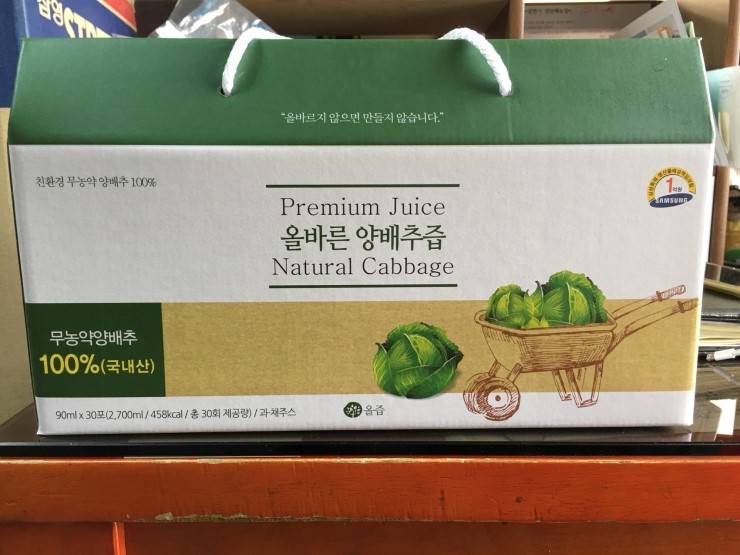 “올바르지 않으면 만들지 않습니다.”
친환경 무농약 양배추 100%
1억원
SAMSUNG
Premium Juice
올바른 양배추즙
Natural Cabbage
무농약양배추
100%(국내산)
90ml x 30포(2,700ml / 458kcal / 총 30회 제공량) / 과·채주스
올즙